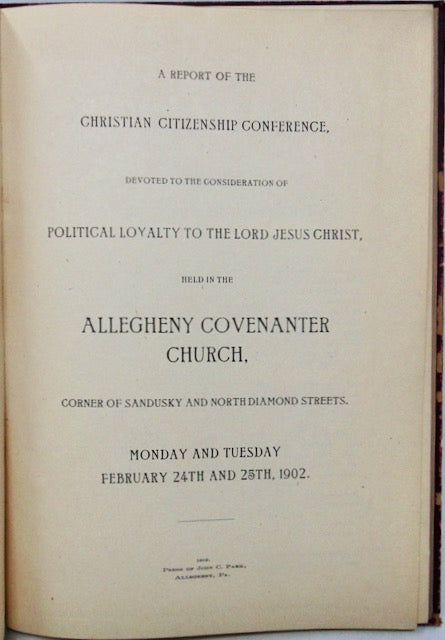 A REPORT OF THE
CHRISTIAN CITIZENSHIP CONFERENCE,
DEVOTED TO THE CONSIDERATION OF
POLITICAL LOYALTY TO THE LORD JESUS CHRIST,
HELD IN THE
ALLEGHENY COVENANTER
CHURCH,
CORNER OF SANDUSKY AND NORTH DIAMOND STREETS.
MONDAY AND TUESDAY
FEBRUARY 24TH AND 25TH, 1902.
1902.
PRESS OF JOHN C. PARK,
ALLEGHENY, PA.